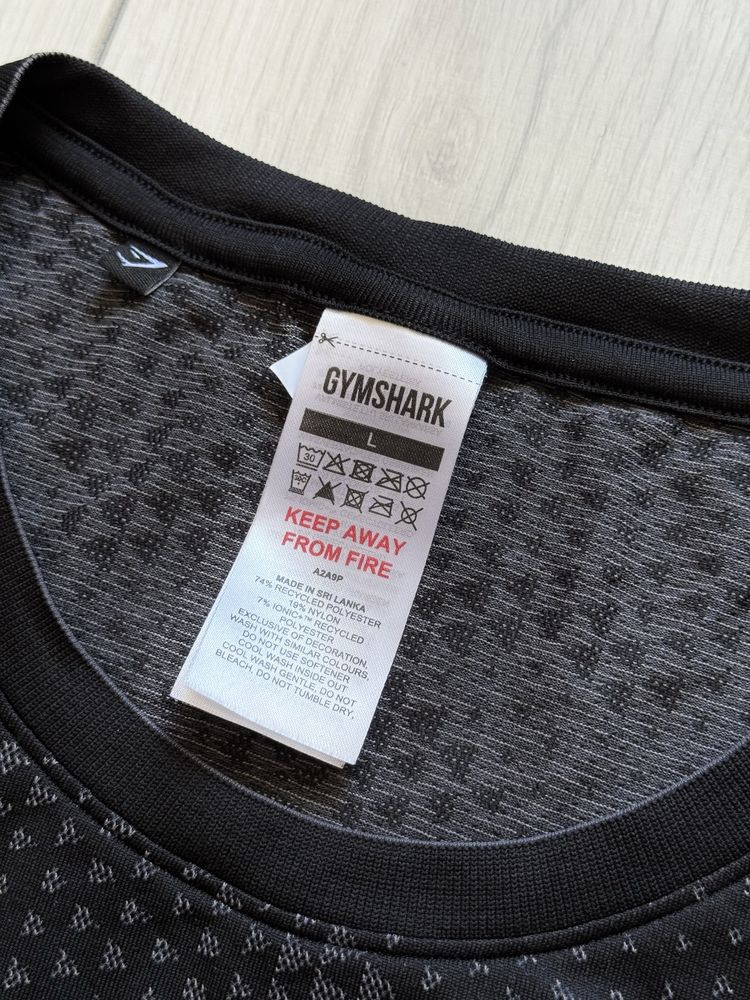 GYMSHARK
L
30
KEEP AWAY
FROM FIRE
A2A9P
MADE IN SRI LANKA
74% RECYCLED POLYESTER
19% NYLON
7% IONIC+™ RECYCLED
POLYESTER
EXCLUSIVE OF DECORATION,
WASH WITH SIMILAR COLOURS,
DO NOT USE SOFTENER
COOL WASH INSIDE OUT
COOL WASH GENTLE, DO NOT
BLEACH, DO NOT TUMBLE DRY,